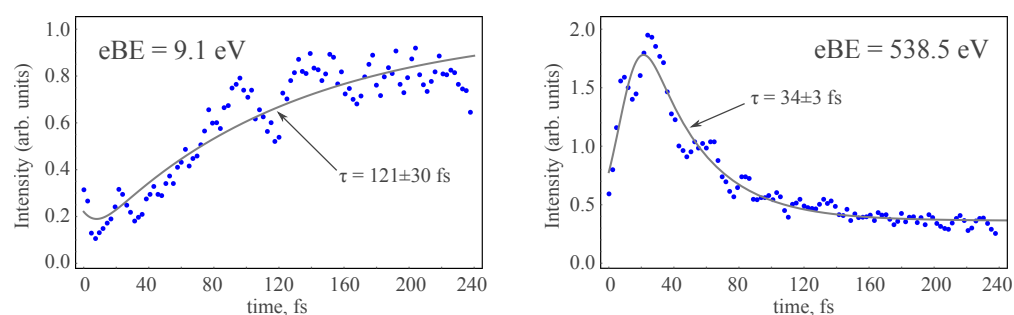 eBE = 9.1 eV
Intensity (arb. units)
1.0
0.8
0.6
0.4
0.2
0.0
τ = 121±30 fs
0 40 80 120 160 200 240
time, fs
eBE = 538.5 eV
Intensity (arb. units)
2.0
1.5
1.0
0.5
0.0
τ = 34±3 fs
0 40 80 120 160 200 240
time, fs